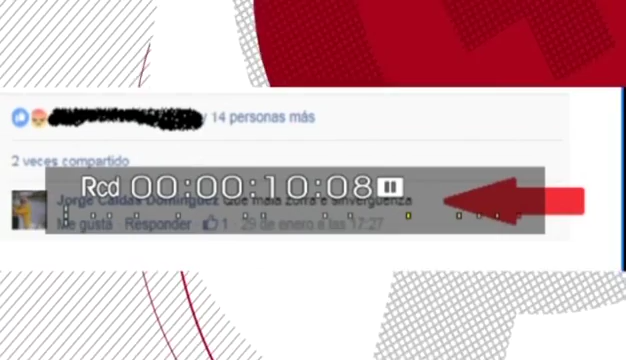 y 14 personas más
2 veces compartido
Rcd 00:00:10:08
Jorge Caldas Dominguez que mala zorra e sinvergüenza
Me gusta Responder 1 29 de enero a las 17:27